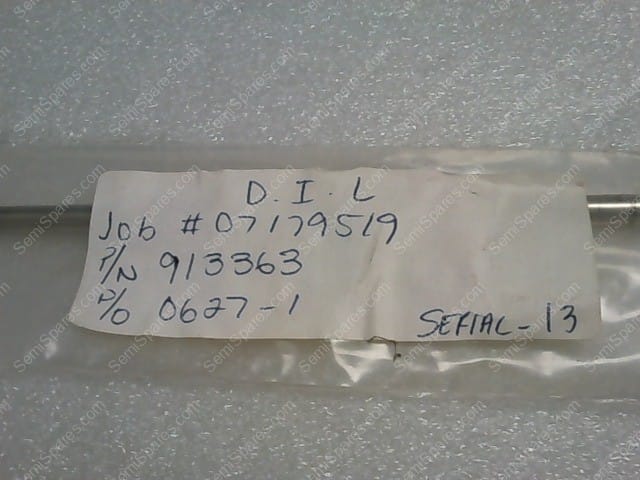 D.I.L
Job # 07179519
P/N 913363
P/O 0627-1
SERIAL-13